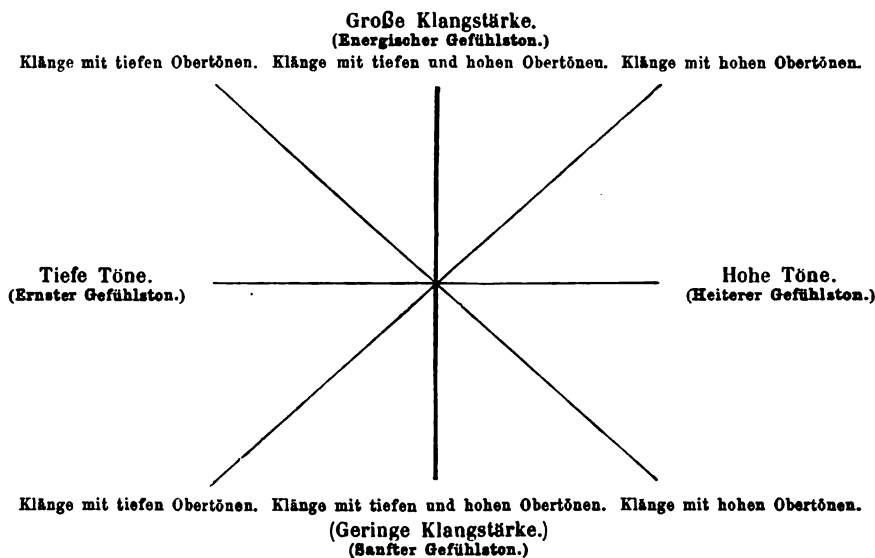 Große Klangstärke.
(Energischer Gefühlston.)
Klänge mit tiefen Obertönen. Klänge mit tiefen und hohen Obertönen. Klänge mit hohen Obertönen.
Tiefe Töne.
(Ernster Gefühlston.)
Hohe Töne.
(Heiterer Gefühlston.)
Klänge mit tiefen Obertönen. Klänge mit tiefen und hohen Obertönen. Klänge mit hohen Obertönen.
(Geringe Klangstärke.)
(Sanfter Gefühlston.)